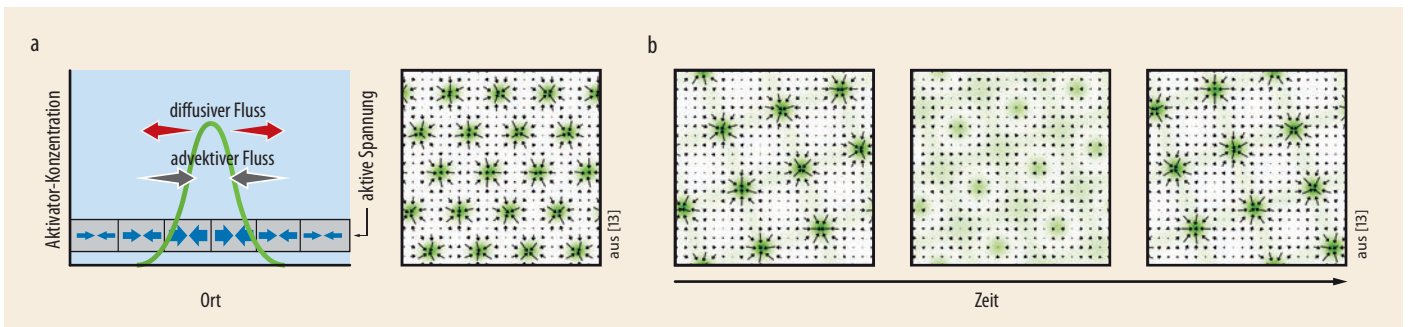 a
Aktivator-Konzentration
diffusiver Fluss
advektiver Fluss
aktive Spannung
Ort
aus [13]
b
aus [13]
Zeit